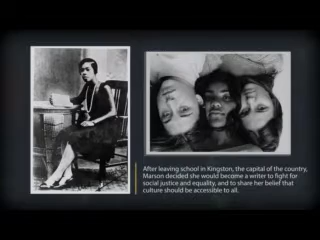 After leaving school in Kingston, the capital of the country,
Marson decided she would become a writer to fight for
social justice and equality, and to share her belief that
culture should be accessible to all.